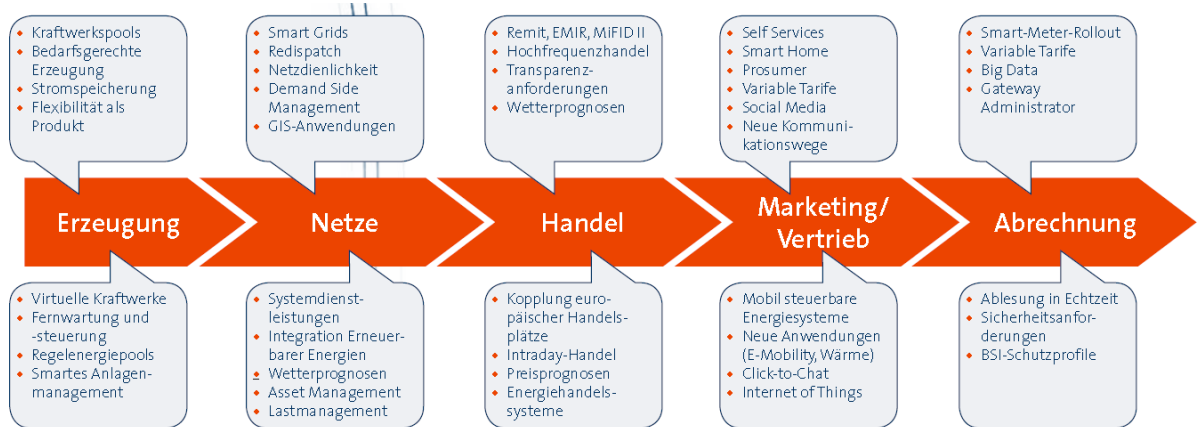 Kraftwerkspools
Bedarfsgerechte
Erzeugung
Stromspeicherung
Flexibilität als
Produkt
Smart Grids
Redispatch
Netzdienlichkeit
Demand Side
Management
GIS-Anwendungen
Remit, EMIR, MiFID II
Hochfrequenzhandel
Transparenz-
anforderungen
Wetterprognosen
Self Services
Smart Home
Prosumer
Variable Tarife
Social Media
Neue Kommuni-
kationswege
Smart-Meter-Rollout
Variable Tarife
Big Data
Gateway
Administrator
Erzeugung
Netze
Handel
Marketing/
Vertrieb
Abrechnung
Virtuelle Kraftwerke
Fernwartung und
-steuerung
Regelenergiepools
Smartes Anlagen-
management
Systemdienst-
leistungen
Integration Erneuer-
barer Energien
Wetterprognosen
Asset Management
Lastmanagement
Kopplung euro-
päischer Handels-
plätze
Intraday-Handel
Preisprognosen
Energiehandels-
systeme
Mobil steuerbare
Energiesysteme
Neue Anwendungen
(E-Mobility, Wärme)
Click-to-Chat
Internet of Things
Ablesung in Echtzeit
Sicherheitsanfor-
derungen
BSI-Schutzprofile